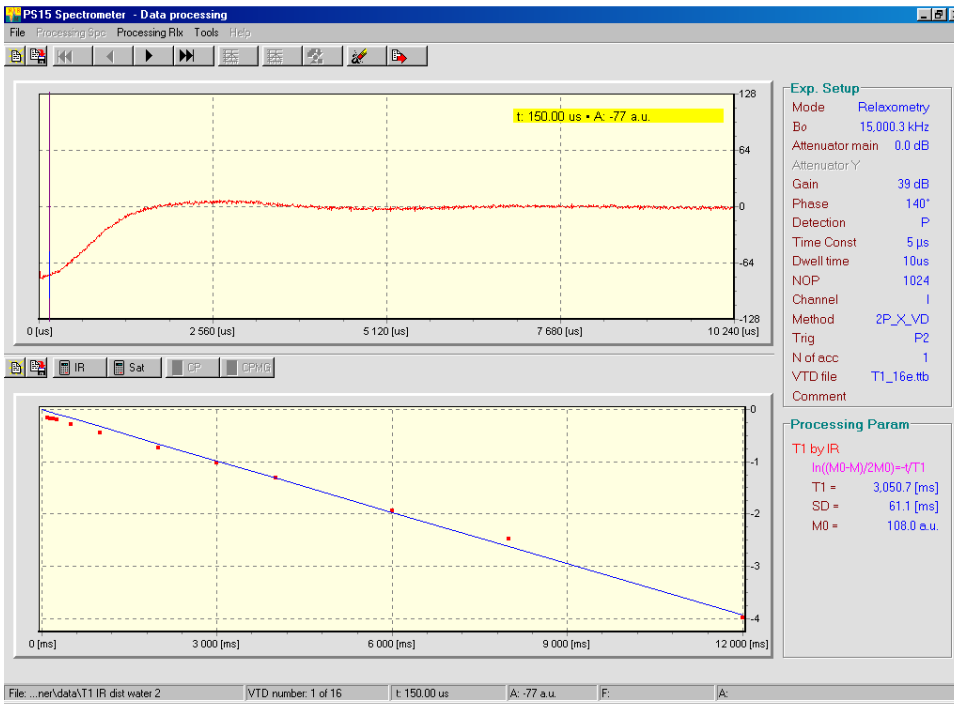 PS15 Spectrometer - Data processing
File Processing Spc Processing Rlx Tools Help
t: 150.00 us • A: -77 a.u.
128
64
0
-64
-128
0 [us] 2 560 [us] 5 120 [us] 7 680 [us] 10 240 [us]
IR Sat CP CPMG
0
-1
-2
-3
-4
0 [ms] 3 000 [ms] 6 000 [ms] 9 000 [ms] 12 000 [ms]
Exp. Setup
Mode Relaxometry
Bo 15,000.3 kHz
Attenuator main 0.0 dB
Attenuator Y
Gain 39 dB
Phase 140°
Detection P
Time Const 5 µs
Dwell time 10us
NOP 1024
Channel I
Method 2P_X_VD
Trig P2
N of acc 1
VTD file T1_16e.ttb
Comment
Processing Param
T1 by IR
ln((M0-M)/2M0)=-t/T1
T1 = 3,050.7 [ms]
SD = 61.1 [ms]
M0 = 108.0 a.u.
File: ...ner\data\T1 IR dist water 2 VTD number: 1 of 16 t: 150.00 us A: -77 a.u. F: A: